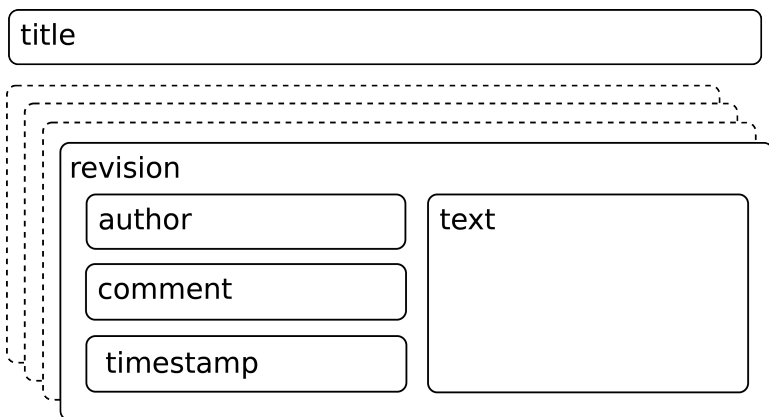 title
revision
author
text
comment
timestamp